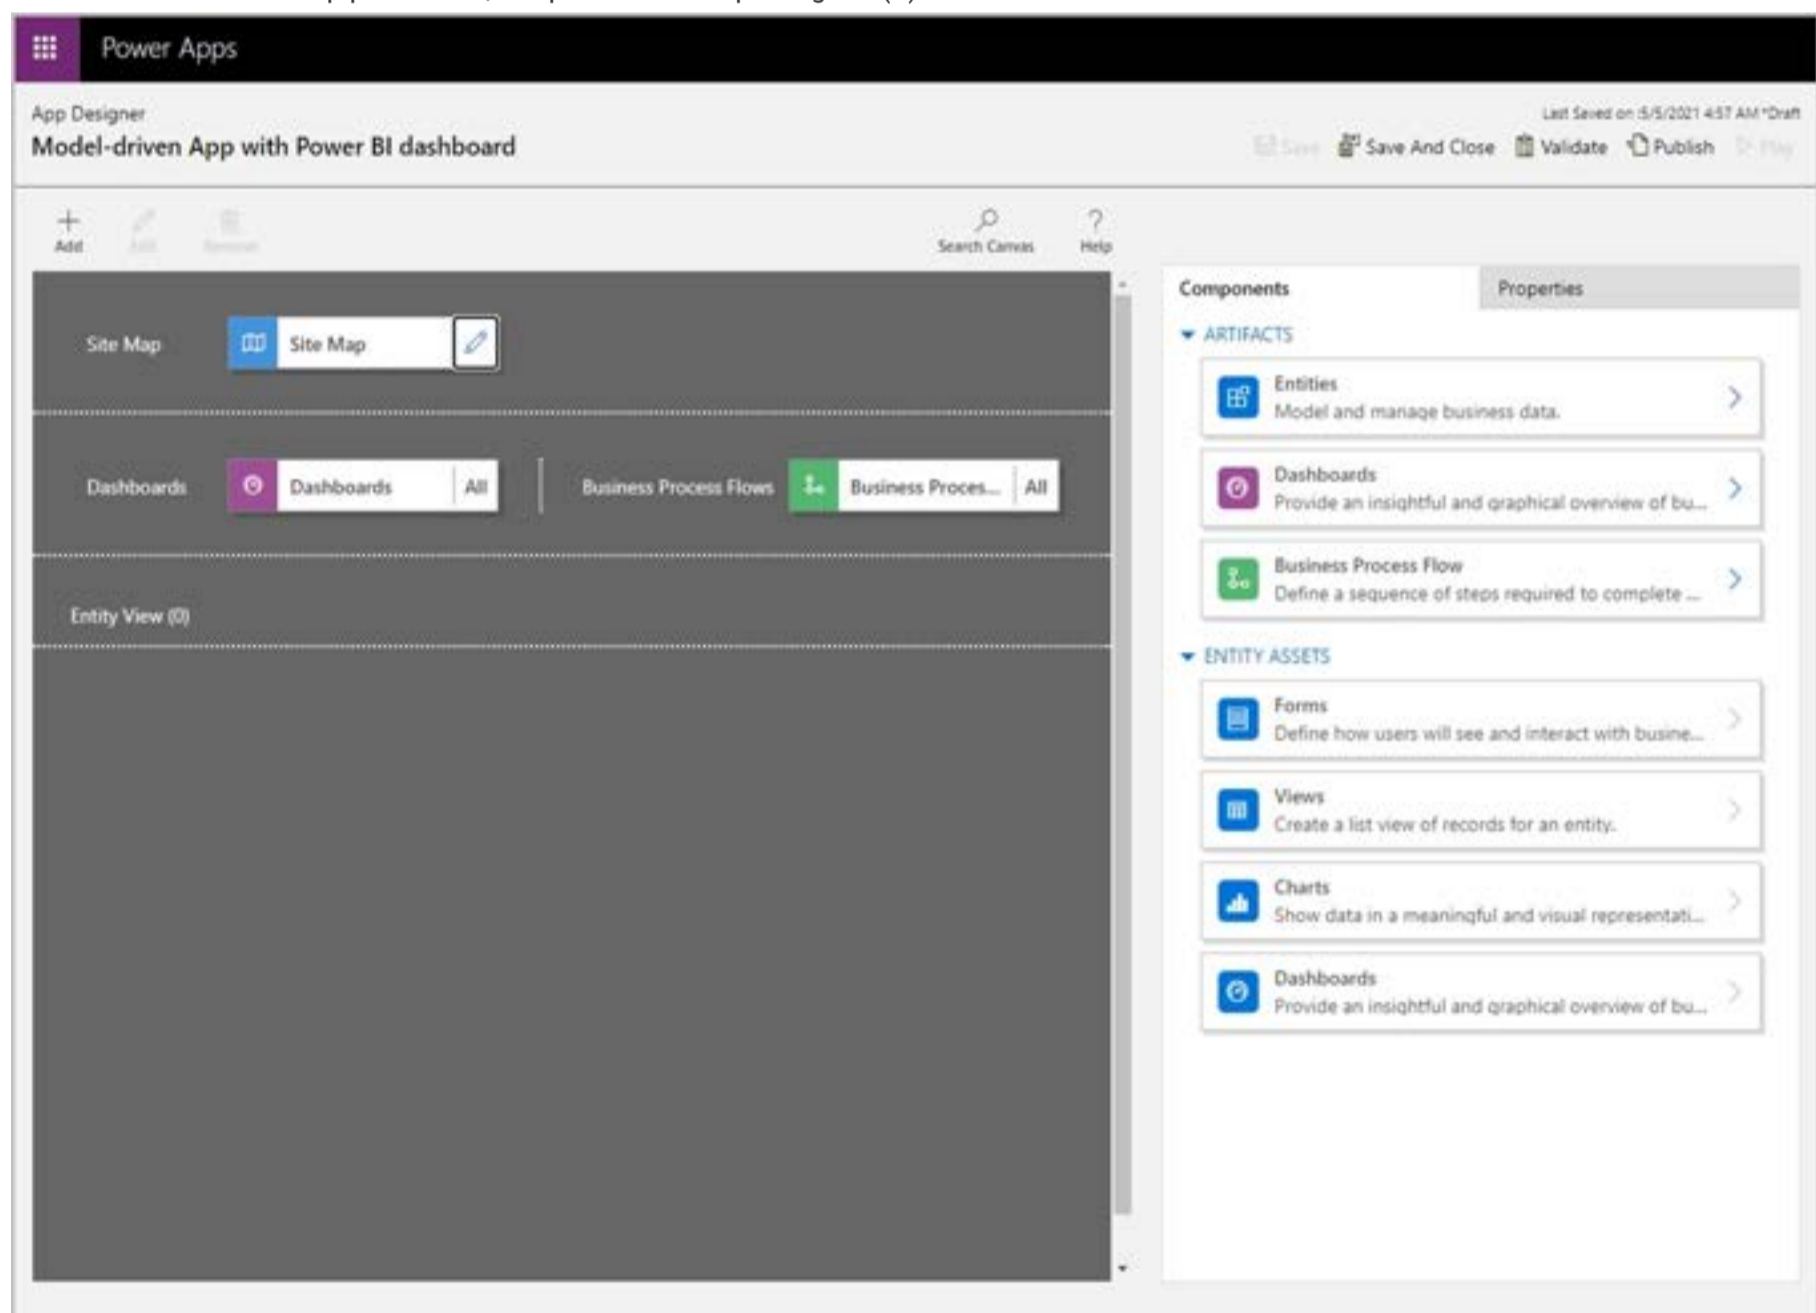 Power Apps
App Designer
Last Saved on :5/5/2021 4:57 AM *Draft
Model-driven App with Power BI dashboard
Save Save And Close Validate Publish Play
Add Edit Remove Search Canvas ? Help
Components Properties
ARTIFACTS
Site Map Site Map
Entities
Model and manage business data.
Dashboards Dashboards All Business Process Flows Business Proces... All
Dashboards
Provide an insightful and graphical overview of bu...
Business Process Flow
Define a sequence of steps required to complete ...
Entity View (0)
ENTITY ASSETS
Forms
Define how users will see and interact with busine...
Views
Create a list view of records for an entity.
Charts
Show data in a meaningful and visual representati...
Dashboards
Provide an insightful and graphical overview of bu...